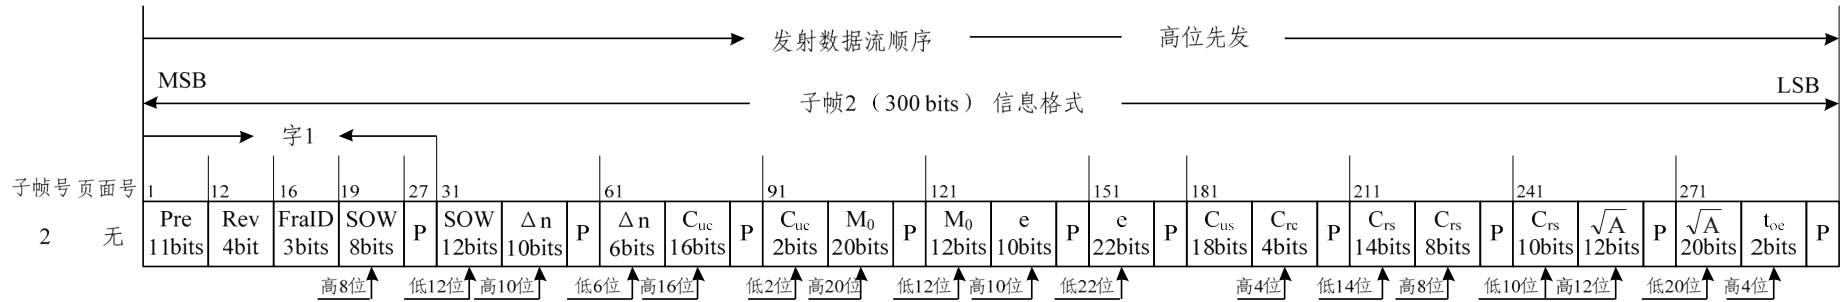 发射数据流顺序 高位先发
MSB LSB
子帧2（300 bits）信息格式
字1
子帧号 页面号 1 12 16 19 27 31 61 91 121 151 181 211 241 271
2 无 Pre 11bits Rev 4bit FraID 3bits SOW 8bits P SOW 12bits Δn 10bits P Δn 6bits Cuc 16bits P Cuc 2bits M0 20bits P M0 12bits e 10bits P e 22bits P Cus 18bits Crc 4bits P Crs 14bits Crs 8bits P Crs 10bits √A 12bits P √A 20bits toe 2bits P
高8位 低12位 高10位 低6位 高16位 低2位 高20位 低12位 高10位 低22位 高4位 低14位 高8位 低10位 高12位 低20位 高4位